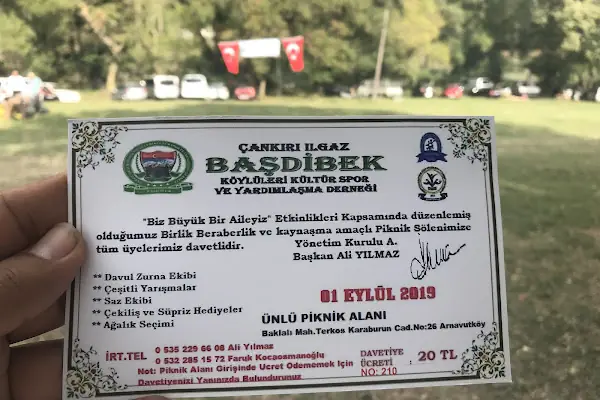 ÇANKIRI ILGAZ
BAŞDİBEK
KÖYLÜLERİ KÜLTÜR SPOR
VE YARDIMLAŞMA DERNEĞİ
"Biz Büyük Bir Aileyiz" Etkinlikleri Kapsamında düzenlemiş
olduğumuz Birlik Beraberlik ve kaynaşma amaçlı Piknik Şölenimize
tüm üyelerimiz davetlidir.
Yönetim Kurulu A.
Başkan Ali YILMAZ
** Davul Zurna Ekibi
** Çeşitli Yarışmalar
** Saz Ekibi
** Çekiliş ve Süpriz Hediyeler
** Ağalık Seçimi
01 EYLÜL 2019
ÜNLÜ PİKNİK ALANI
Baklalı Mah.Terkos Karaburun Cad.No:26 Arnavutköy
İRT.TEL
0 535 229 66 08 Ali Yılmaz
0 532 285 15 72 Faruk Kocaosmanoğlu
Not: Piknik Alanı Girişinde Ucret Odememek İçin
Davetiyenizi Yanınızda Bulundurunuz
DAVETİYE
ÜCRETİ : 20 TL
NO: 210